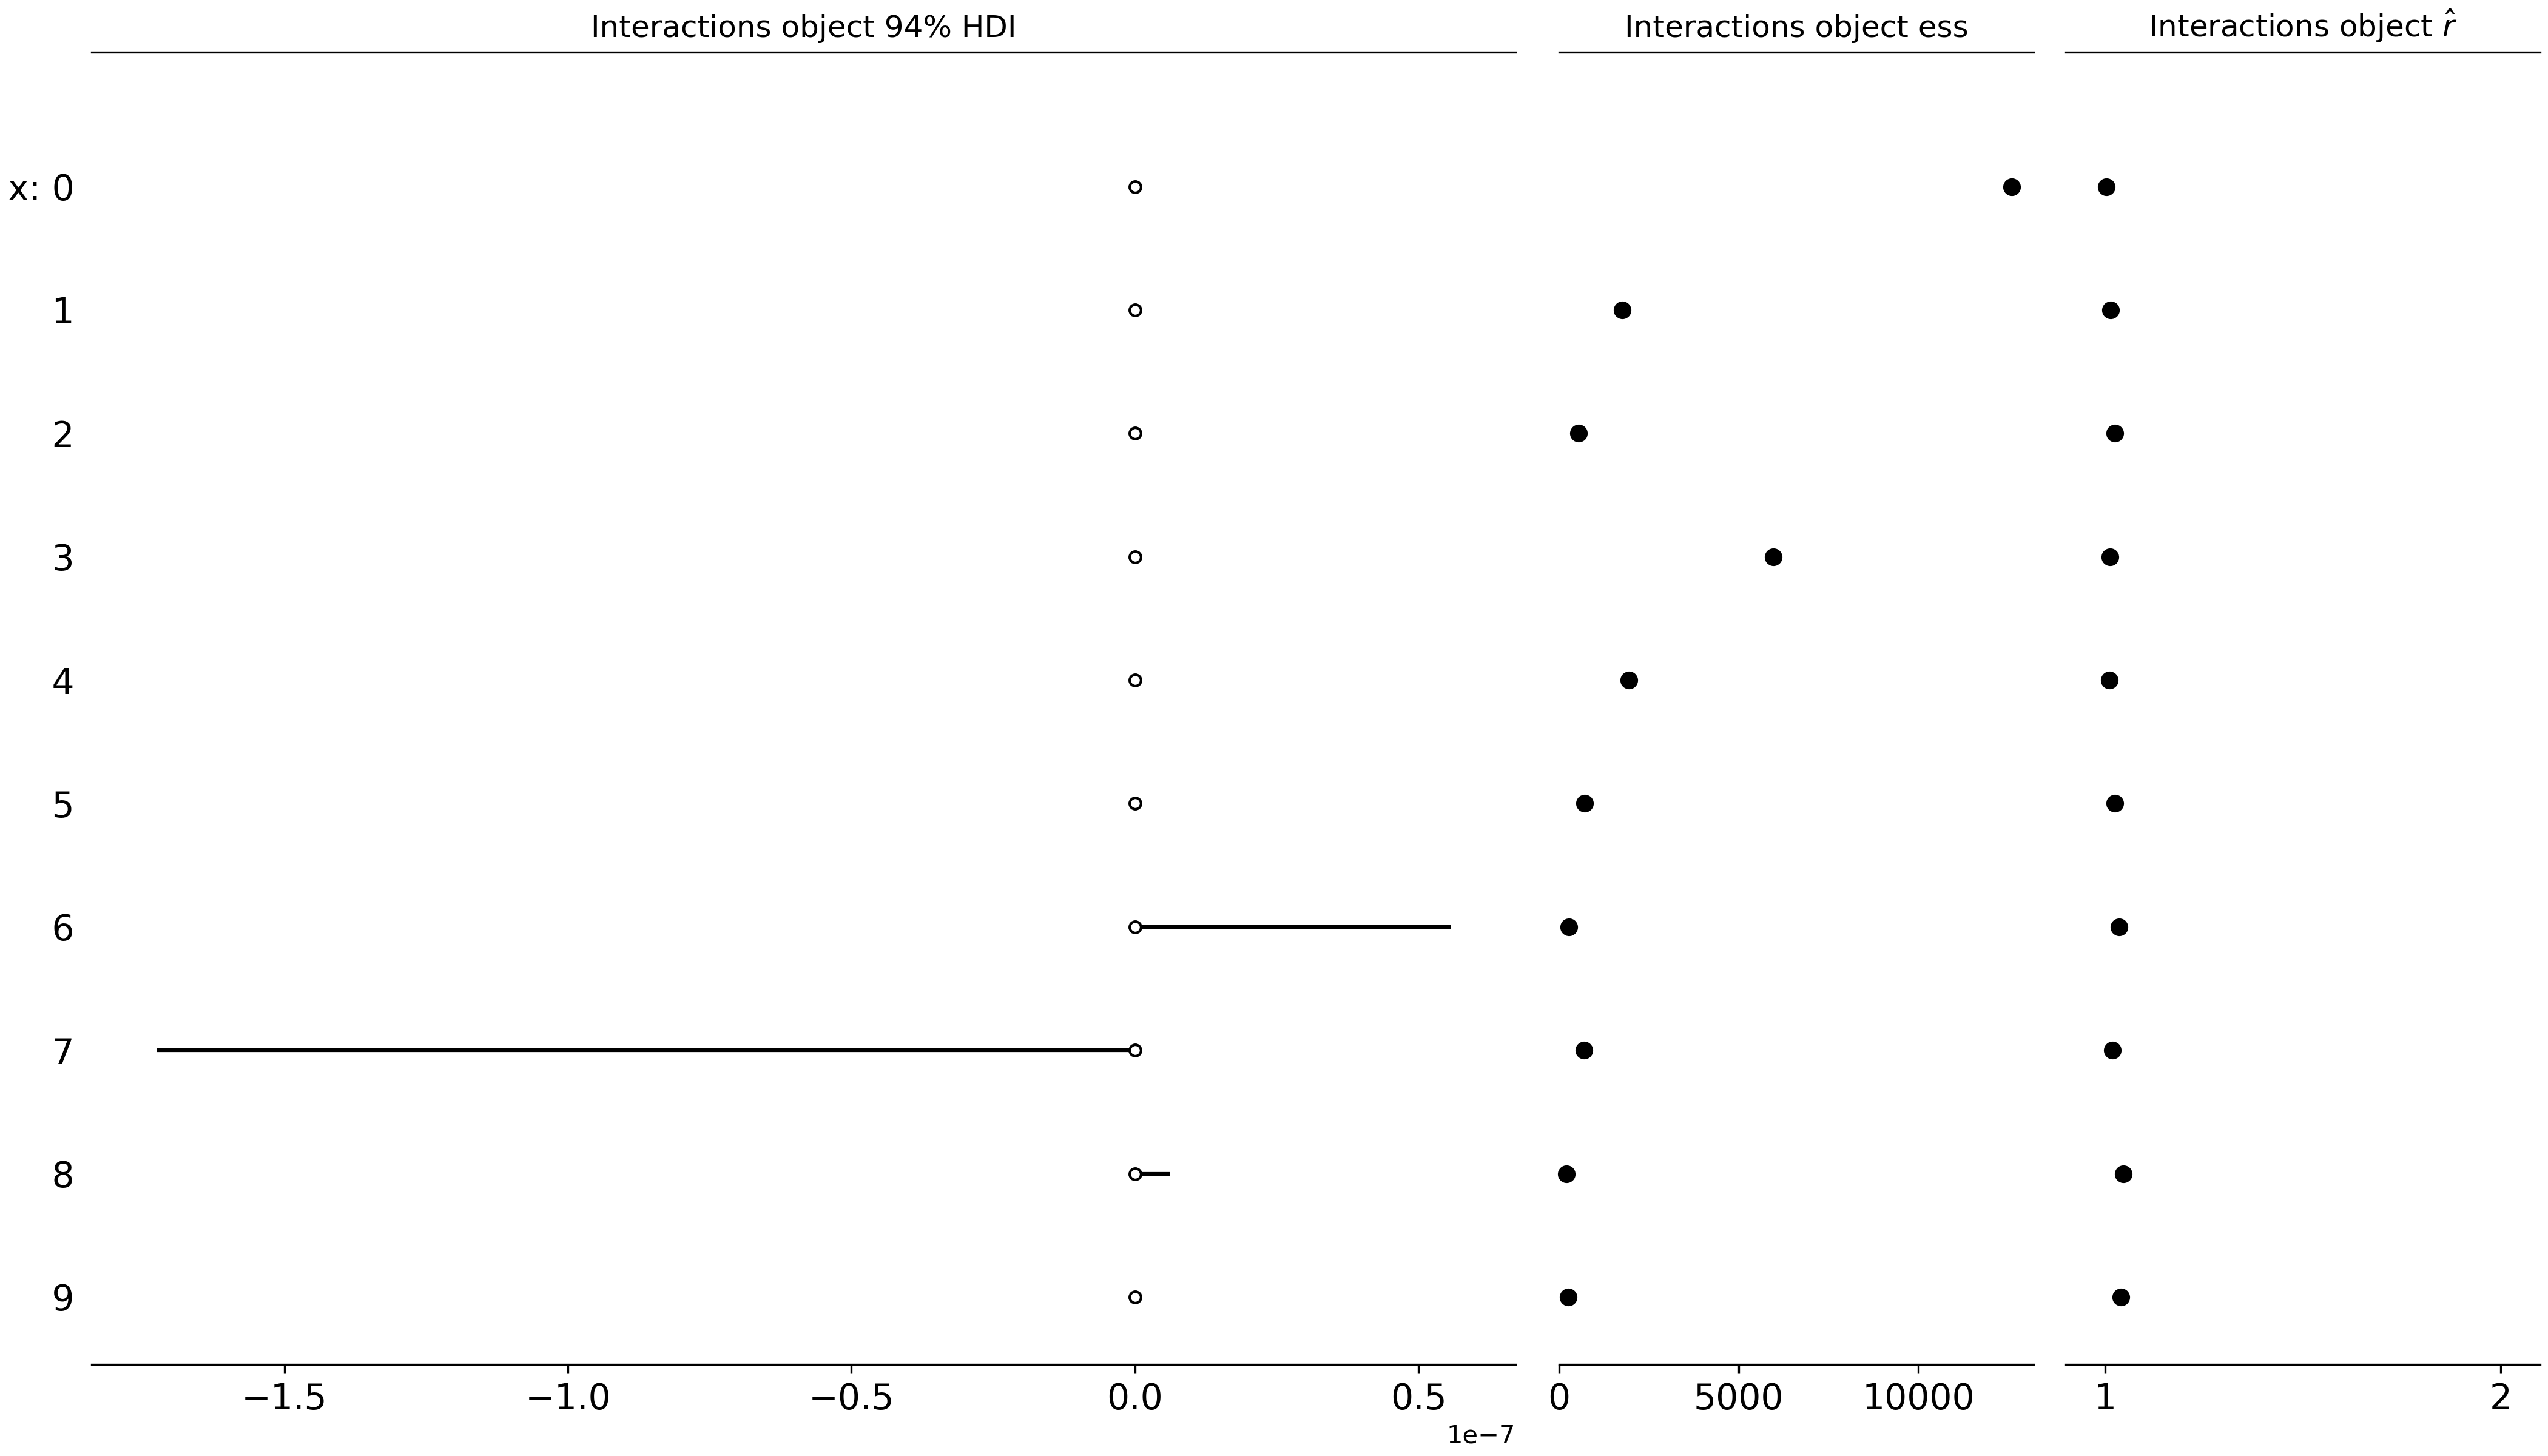 Interactions object 94% HDI Interactions object ess Interactions object r̂
x: 0
1
2
3
4
5
6
7
8
9
−1.5 −1.0 −0.5 0.0 0.5 0 5000 10000 1 2
1e−7